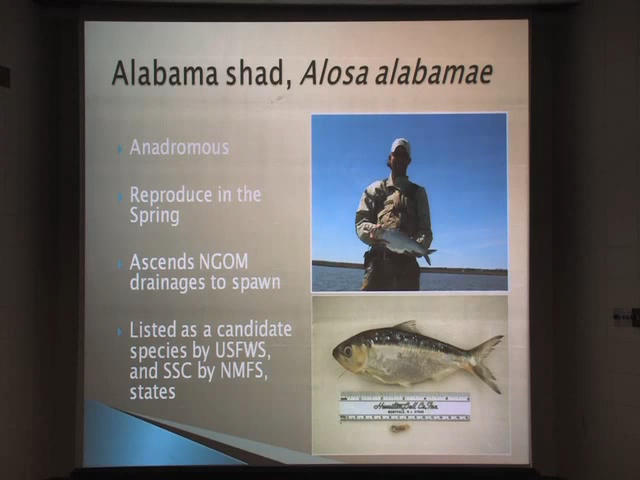 Alabama shad, Alosa alabamae
Anadromous
Reproduce in the
Spring
Ascends NGOM
drainages to spawn
Listed as a candidate
species by USFWS,
and SSC by NMFS,
states